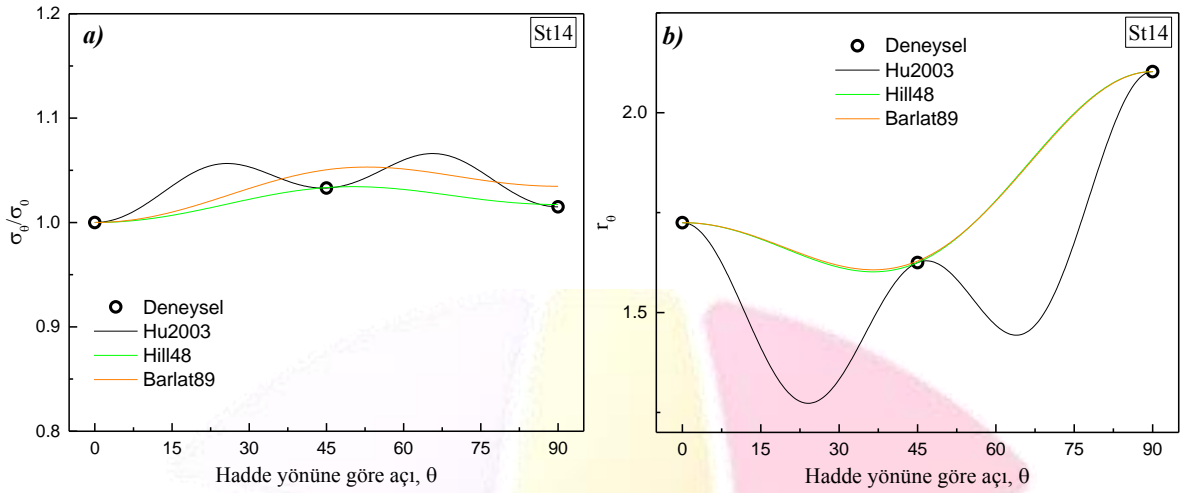 a)
St14
1.2
1.1
1.0
0.9
0.8
σθ/σ0
Deneysel
Hu2003
Hill48
Barlat89
0 15 30 45 60 75 90
Hadde yönüne göre açı, θ
b)
St14
Deneysel
Hu2003
Hill48
Barlat89
2.0
1.5
rθ
0 15 30 45 60 75 90
Hadde yönüne göre açı, θ